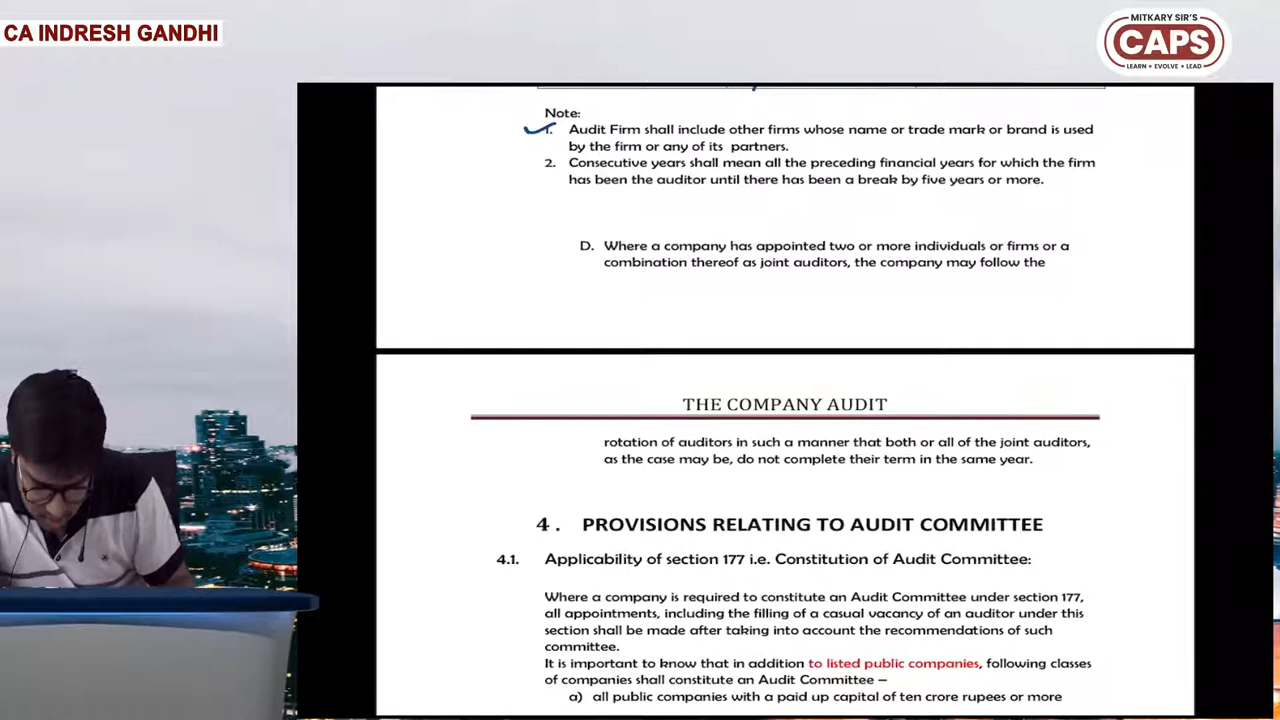 CA INDRESH GANDHI
MITKARY SIR'S
CAPS
LEARN • EVOLVE • LEAD
Note:
1. Audit Firm shall include other firms whose name or trade mark or brand is used
by the firm or any of its partners.
2. Consecutive years shall mean all the preceding financial years for which the firm
has been the auditor until there has been a break by five years or more.
D. Where a company has appointed two or more individuals or firms or a
combination thereof as joint auditors, the company may follow the
THE COMPANY AUDIT
rotation of auditors in such a manner that both or all of the joint auditors,
as the case may be, do not complete their term in the same year.
4 . PROVISIONS RELATING TO AUDIT COMMITTEE
4.1. Applicability of section 177 i.e. Constitution of Audit Committee:
Where a company is required to constitute an Audit Committee under section 177,
all appointments, including the filling of a casual vacancy of an auditor under this
section shall be made after taking into account the recommendations of such
committee.
It is important to know that in addition to listed public companies, following classes
of companies shall constitute an Audit Committee –
a) all public companies with a paid up capital of ten crore rupees or more